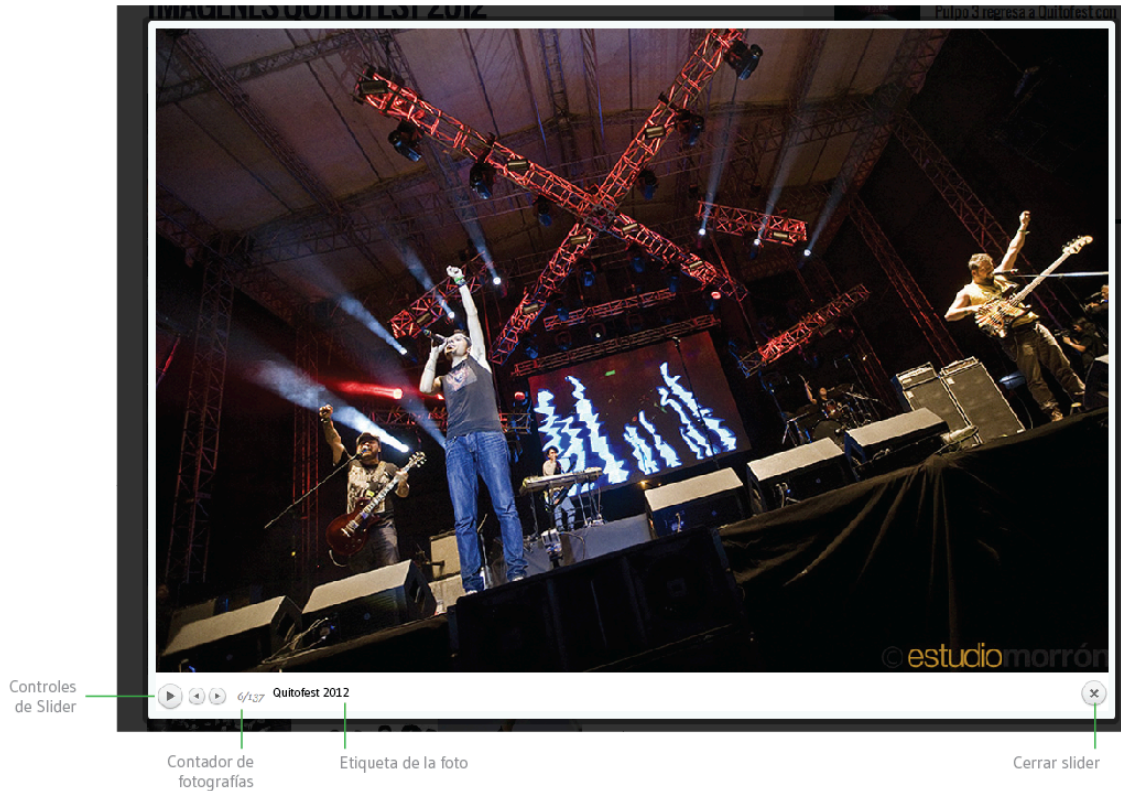 IMÁGENES QUITOFEST 2012
Pulpo 3 regresa a Quitofest con
© estudiomorrón
Controles
de Slider
6/137
Quitofest 2012
Contador de
fotografías
Etiqueta de la foto
Cerrar slider